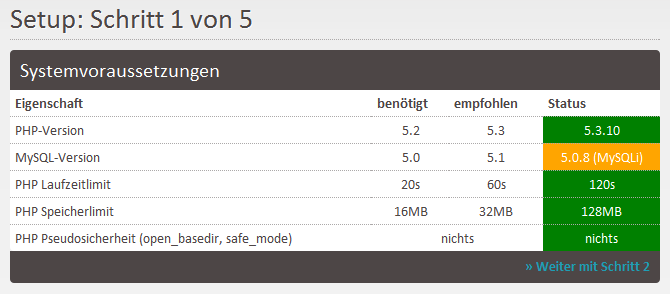 Setup: Schritt 1 von 5
Systemvoraussetzungen
Eigenschaft benötigt empfohlen Status
PHP-Version 5.2 5.3 5.3.10
MySQL-Version 5.0 5.1 5.0.8 (MySQLi)
PHP Laufzeitlimit 20s 60s 120s
PHP Speicherlimit 16MB 32MB 128MB
PHP Pseudosicherheit (open_basedir, safe_mode) nichts nichts
» Weiter mit Schritt 2